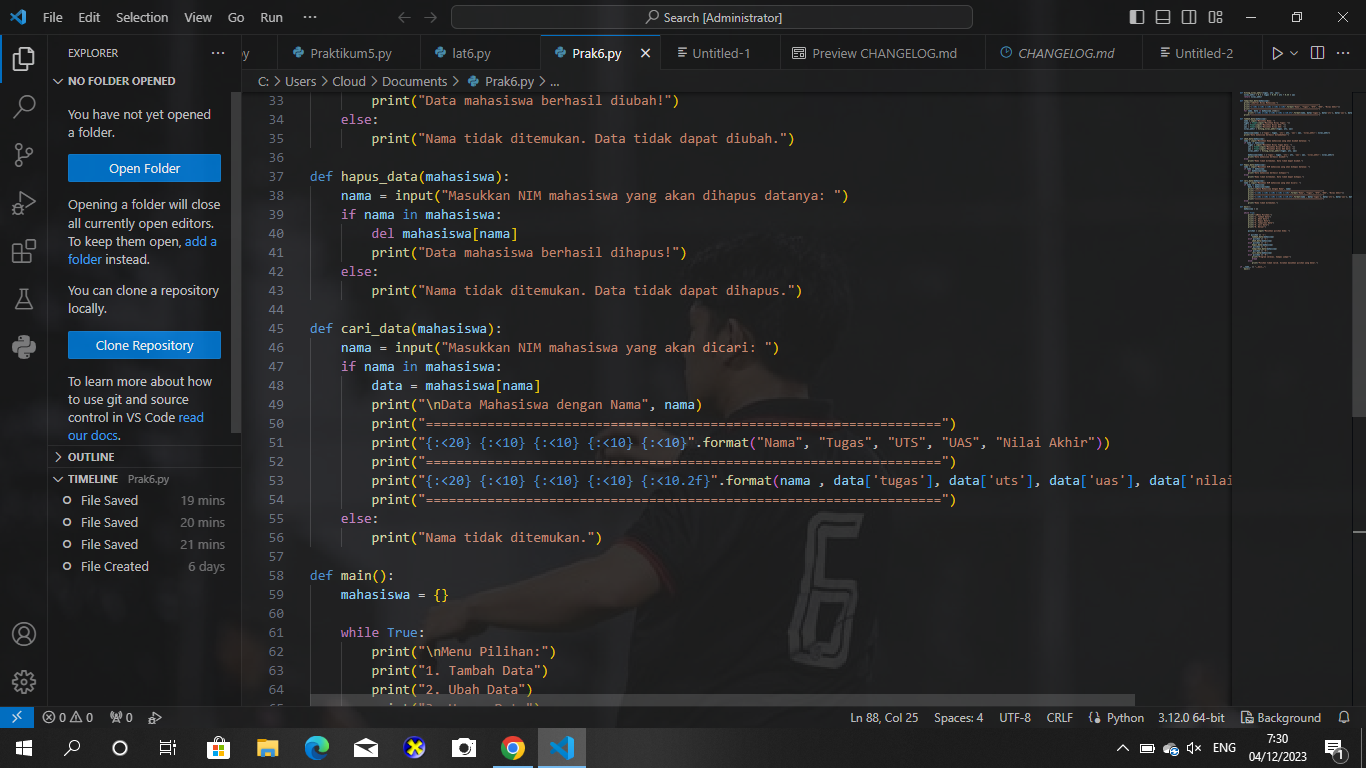 File Edit Selection View Go Run ··· Search [Administrator]
EXPLORER ···
y Praktikum5.py lat6.py Prak6.py Untitled-1 Preview CHANGELOG.md CHANGELOG.md Untitled-2 ···
NO FOLDER OPENED
You have not yet opened
a folder.
Open Folder
Opening a folder will close
all currently open editors.
To keep them open, add a
folder instead.
You can clone a repository
locally.
Clone Repository
To learn more about how
to use git and source
control in VS Code read
our docs.
OUTLINE
TIMELINE Prak6.py
File Saved 19 mins
File Saved 20 mins
File Saved 21 mins
File Created 6 days
C: > Users > Cloud > Documents > Prak6.py > ...
33 print("Data mahasiswa berhasil diubah!")
34 else:
35 print("Nama tidak ditemukan. Data tidak dapat diubah.")
36
37 def hapus_data(mahasiswa):
38 nama = input("Masukkan NIM mahasiswa yang akan dihapus datanya: ")
39 if nama in mahasiswa:
40 del mahasiswa[nama]
41 print("Data mahasiswa berhasil dihapus!")
42 else:
43 print("Nama tidak ditemukan. Data tidak dapat dihapus.")
44
45 def cari_data(mahasiswa):
46 nama = input("Masukkan NIM mahasiswa yang akan dicari: ")
47 if nama in mahasiswa:
48 data = mahasiswa[nama]
49 print("\nData Mahasiswa dengan Nama", nama)
50 print("===================================================================")
51 print("{:<20} {:<10} {:<10} {:<10} {:<10}".format("Nama", "Tugas", "UTS", "UAS", "Nilai Akhir"))
52 print("===================================================================")
53 print("{:<20} {:<10} {:<10} {:<10} {:<10.2f}".format(nama , data['tugas'], data['uts'], data['uas'], data['nilai
54 print("===================================================================")
55 else:
56 print("Nama tidak ditemukan.")
57
58 def main():
59 mahasiswa = {}
60
61 while True:
62 print("\nMenu Pilihan:")
63 print("1. Tambah Data")
64 print("2. Ubah Data")
6
0 0 0 Ln 88, Col 25 Spaces: 4 UTF-8 CRLF Python 3.12.0 64-bit Background
ENG
7:30
04/12/2023
1